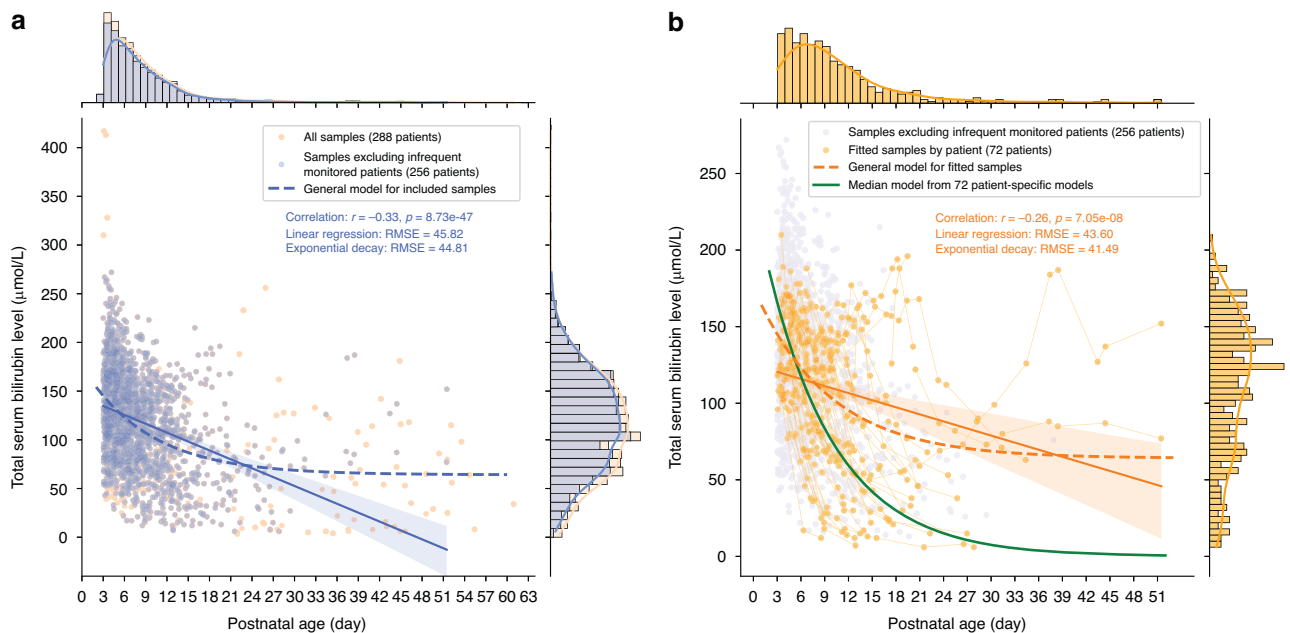 a
All samples (288 patients)
Samples excluding infrequent
monitored patients (256 patients)
General model for included samples
Correlation: r = –0.33, p = 8.73e-47
Linear regression: RMSE = 45.82
Exponential decay: RMSE = 44.81
Total serum bilirubin level (μmol/L)
400
350
300
250
200
150
100
50
0
0 3 6 9 12 15 18 21 24 27 30 33 36 39 42 45 48 51 54 57 60 63
Postnatal age (day)
b
Samples excluding infrequent monitored patients (256 patients)
Fitted samples by patient (72 patients)
General model for fitted samples
Median model from 72 patient-specific models
Correlation: r = –0.26, p = 7.05e-08
Linear regression: RMSE = 43.60
Exponential decay: RMSE = 41.49
Total serum bilirubin level (μmol/L)
250
200
150
100
50
0
0 3 6 9 12 15 18 21 24 27 30 33 36 39 42 45 48 51
Postnatal age (day)